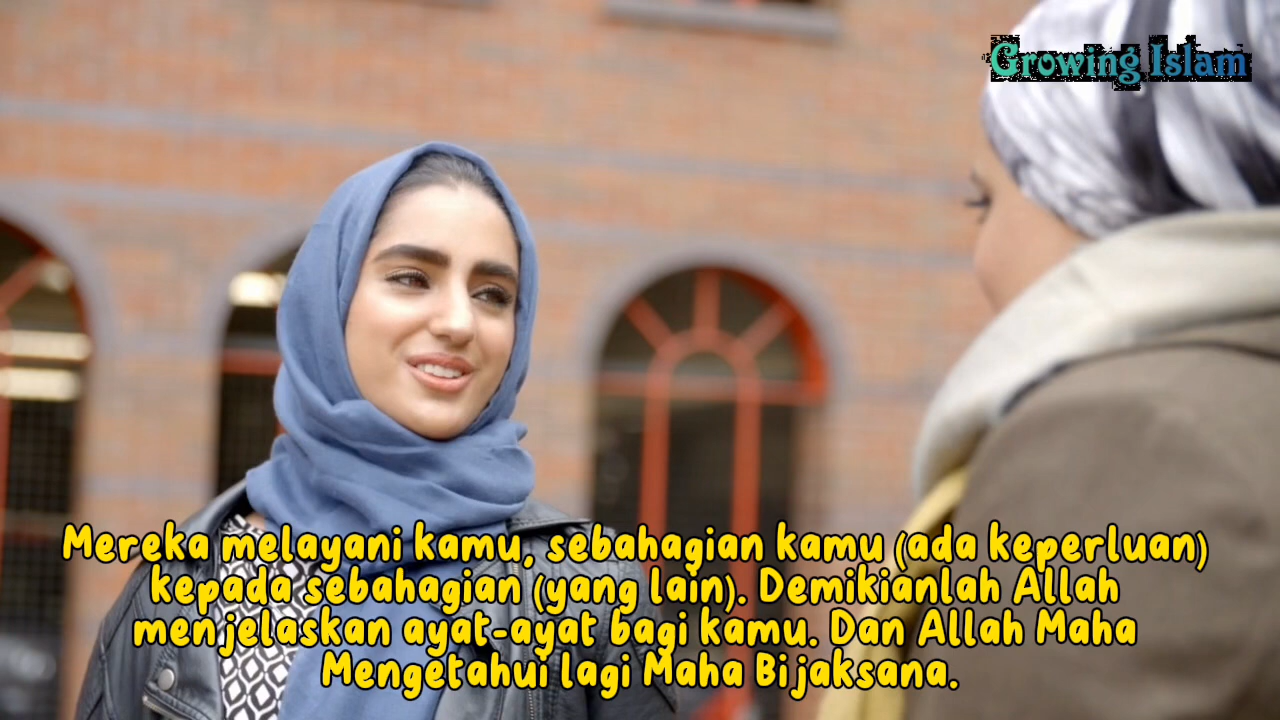 Growing Islam
Mereka melayani kamu, sebahagian kamu (ada keperluan)
kepada sebahagian (yang lain). Demikianlah Allah
menjelaskan ayat-ayat bagi kamu. Dan Allah Maha
Mengetahui lagi Maha Bijaksana.